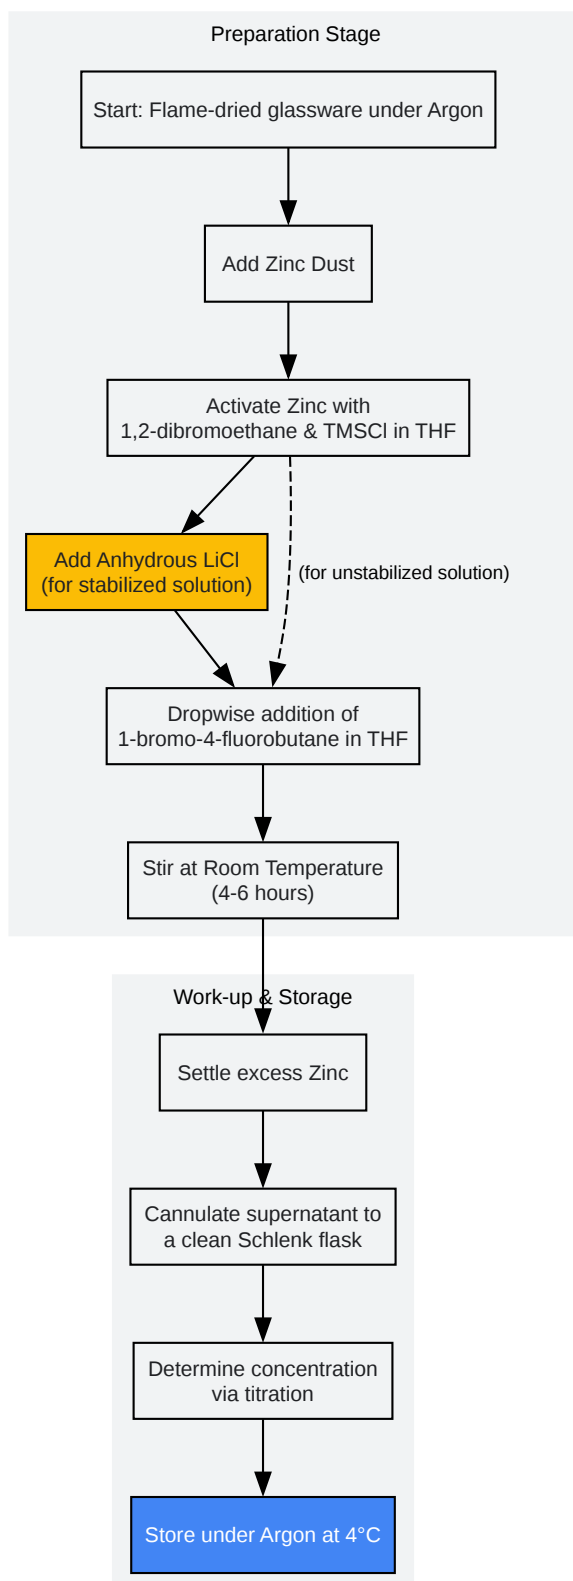 Preparation Stage
Start: Flame-dried glassware under Argon
Add Zinc Dust
Activate Zinc with
1,2-dibromoethane & TMSCl in THF
Add Anhydrous LiCl
(for stabilized solution)
(for unstabilized solution)
Dropwise addition of
1-bromo-4-fluorobutane in THF
Stir at Room Temperature
(4-6 hours)
Work-up & Storage
Settle excess Zinc
Cannulate supernatant to
a clean Schlenk flask
Determine concentration
via titration
Store under Argon at 4°C